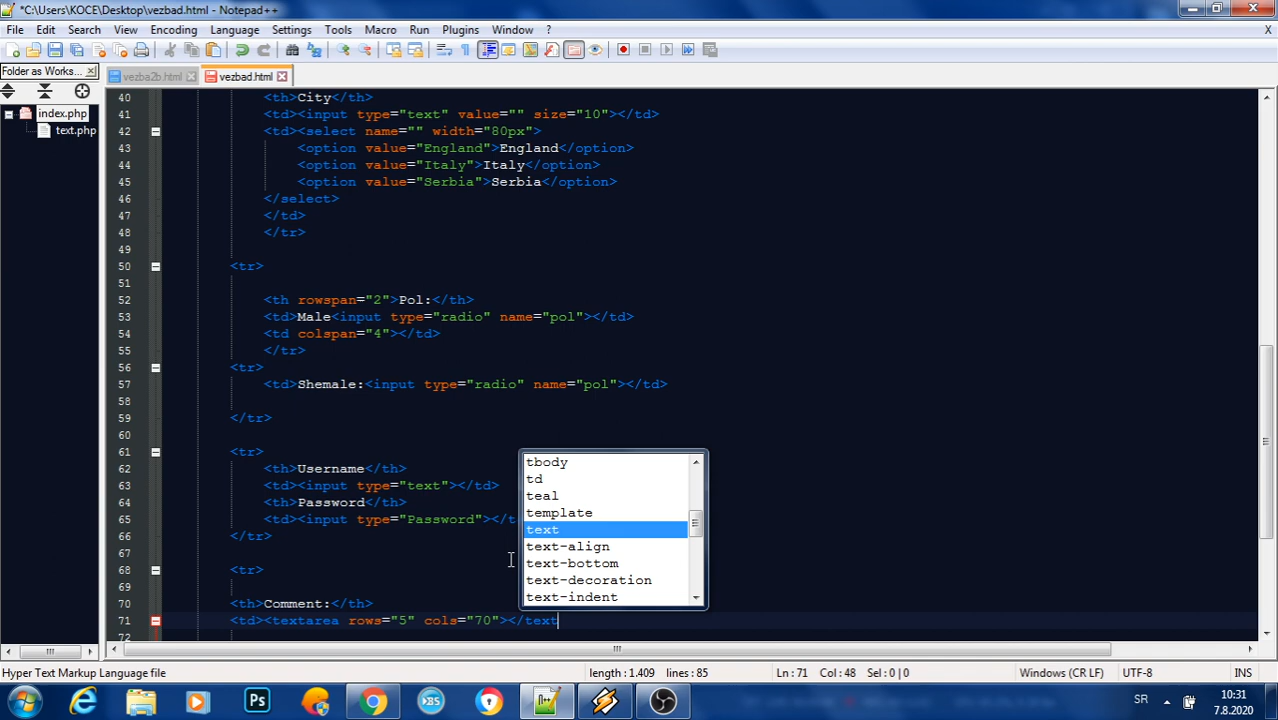 *C:\Users\KOCE\Desktop\vezbad.html - Notepad++
File Edit Search View Encoding Language Settings Tools Macro Run Plugins Window ? X
Folder as Works...
vezba2b.html vezbad.html
index.php
text.php
40 <th>City</th>
41 <td><input type="text" value="" size="10"></td>
42 <td><select name="" width="80px">
43 <option value="England">England</option>
44 <option value="Italy">Italy</option>
45 <option value="Serbia">Serbia</option>
46 </select>
47 </td>
48 </tr>
49
50 <tr>
51
52 <th rowspan="2">Pol:</th>
53 <td>Male<input type="radio" name="pol"></td>
54 <td colspan="4"></td>
55 </tr>
56 <tr>
57 <td>Shemale:<input type="radio" name="pol"></td>
58
59 </tr>
60
61 <tr>
62 <th>Username</th>
63 <td><input type="text"></td>
64 <th>Password</th>
65 <td><input type="Password"></t
66 </tr>
67
68 <tr>
69
70 <th>Comment:</th>
71 <td><textarea rows="5" cols="70"></text
72
tbody
td
teal
template
text
text-align
text-bottom
text-decoration
text-indent
Hyper Text Markup Language file length : 1.409 lines : 85 Ln : 71 Col : 48 Sel : 0 | 0 Windows (CR LF) UTF-8 INS
Ps BS N++ SR 10:31
7.8.2020